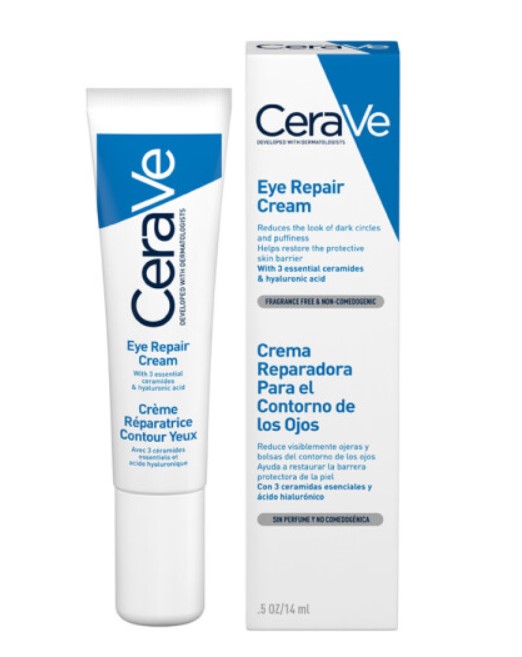 CeraVe
DEVELOPED WITH DERMATOLOGISTS
Eye Repair
Cream
With 3 essential
ceramides
& hyaluronic acid
Crème
Réparatrice
Contour Yeux
Avec 3 céramides
essentiels et
acide hyaluronique
CeraVe
CeraVe
DEVELOPED WITH DERMATOLOGISTS
Eye Repair
Cream
Reduces the look of dark circles
and puffiness
Helps restore the protective
skin barrier
With 3 essential ceramides
& hyaluronic acid
FRAGRANCE FREE & NON-COMEDOGENIC
Crema
Reparadora
Para el
Contorno de
los Ojos
Reduce visiblemente ojeras y
bolsas del contorno de los ojos
Ayuda a restaurar la barrera
protectora de la piel
Con 3 ceramidas esenciales y
ácido hialurónico
SIN PERFUME Y NO COMEDOGÉNICA
.5 OZ/14 ml